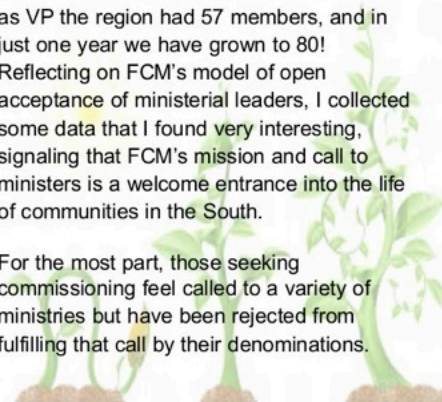 as VP the region had 57 members, and in
just one year we have grown to 80!
Reflecting on FCM's model of open
acceptance of ministerial leaders, I collected
some data that I found very interesting,
signaling that FCM's mission and call to
ministers is a welcome entrance into the life
of communities in the South.
For the most part, those seeking
commissioning feel called to a variety of
ministries but have been rejected from
fulfilling that call by their denominations.